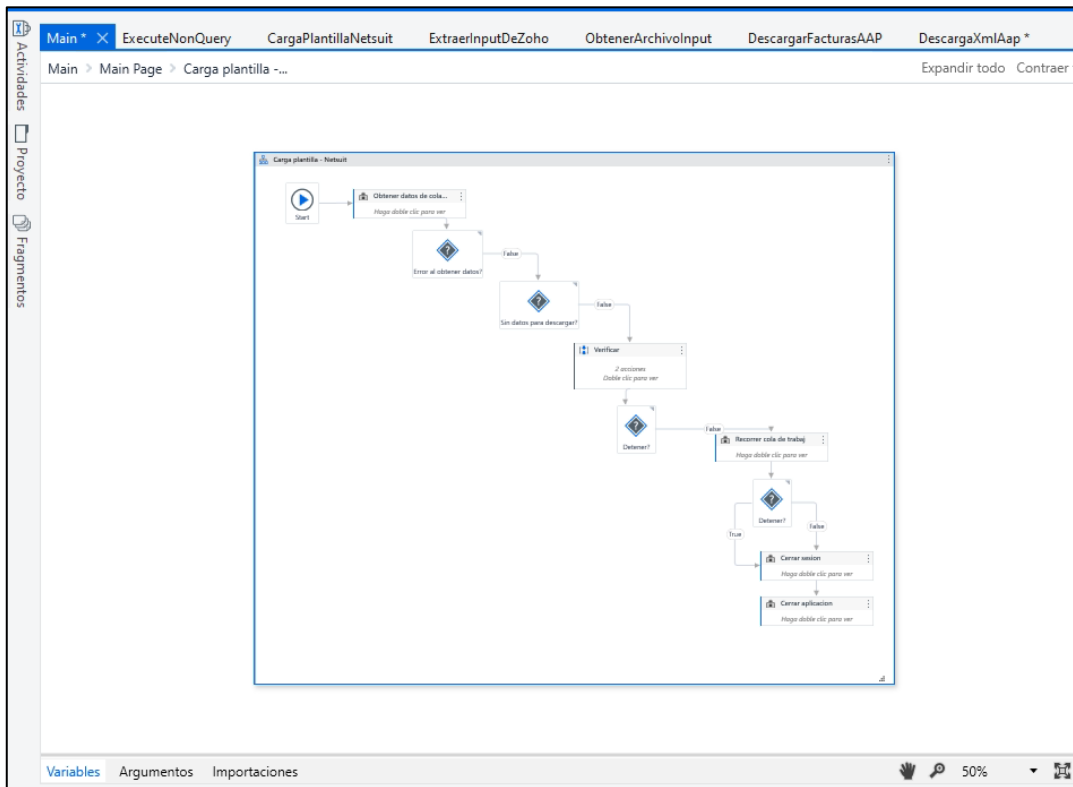 Main * ExecuteNonQuery CargaPlantillaNetsuit ExtraerInputDeZoho ObtenerArchivoInput DescargarFacturasAAP DescargaXmlAap *
Main > Main Page > Carga plantilla -... Expandir todo Contraer
Actividades
Proyecto
Fragmentos
Carga plantilla - Netsuit
Start
Obtener datos de cola...
Haga doble clic para ver
Error al obtener datos?
False
Sin datos para descargar?
False
Verificar
2 acciones
Doble clic para ver
Detener?
False
Recorrer cola de trabaj
Haga doble clic para ver
Detener?
True
False
Cerrar sesion
Haga doble clic para ver
Cerrar aplicacion
Haga doble clic para ver
Variables Argumentos Importaciones 50%